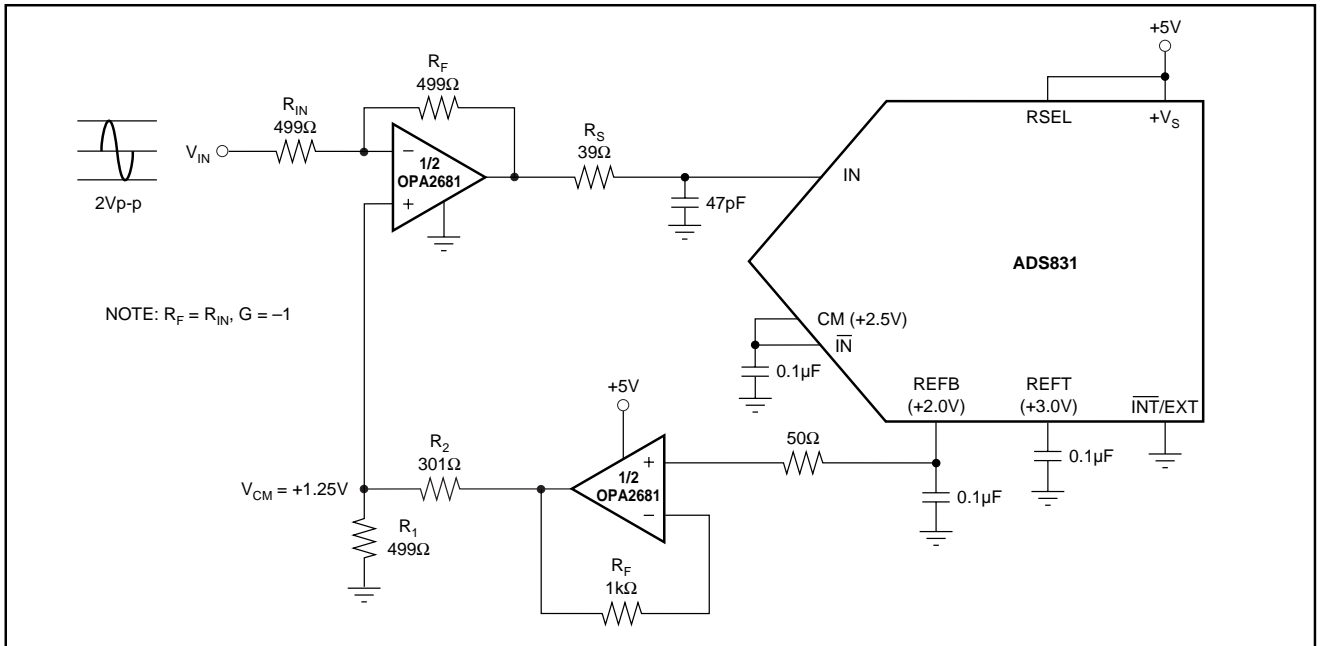 +5V
R_F
499Ω
R_IN
499Ω
RSEL
+V_S
V_IN
R_S
39Ω
–
1/2
OPA2681
+
IN
2Vp-p
47pF
ADS831
NOTE: R_F = R_IN, G = –1
CM (+2.5V)
I̅N̅
0.1µF
+5V
REFB
(+2.0V)
REFT
(+3.0V)
I̅N̅T̅/EXT
R_2
301Ω
50Ω
+
1/2
OPA2681
–
0.1µF
V_CM = +1.25V
0.1µF
R_1
499Ω
R_F
1kΩ